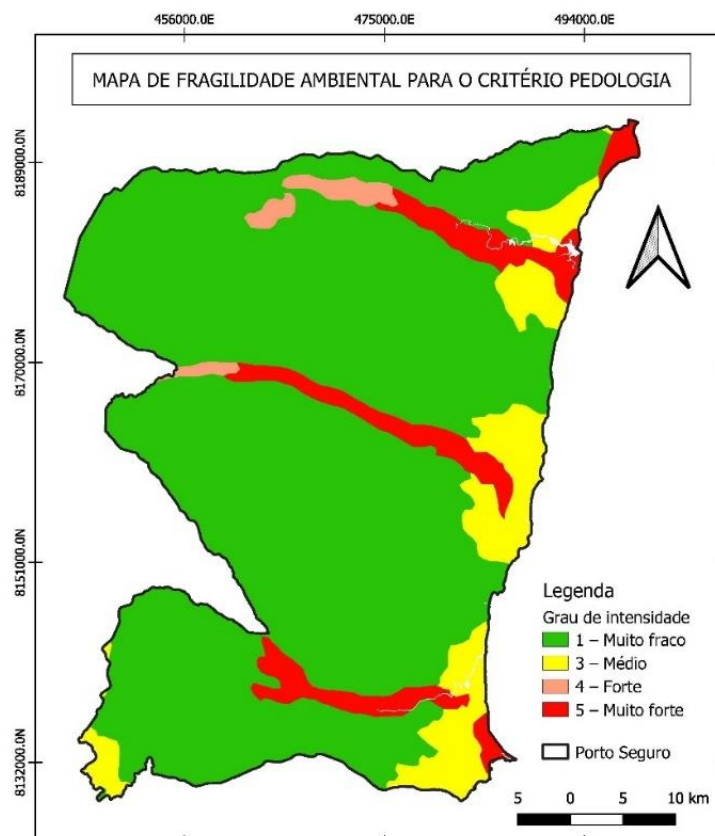 456000.0E 475000.0E 494000.0E
MAPA DE FRAGILIDADE AMBIENTAL PARA O CRITÉRIO PEDOLOGIA
8189000.0N
8170000.0N
8151000.0N
8132000.0N
Legenda
Grau de intensidade
1 – Muito fraco
3 – Médio
4 – Forte
5 – Muito forte
Porto Seguro
5 0 5 10 km